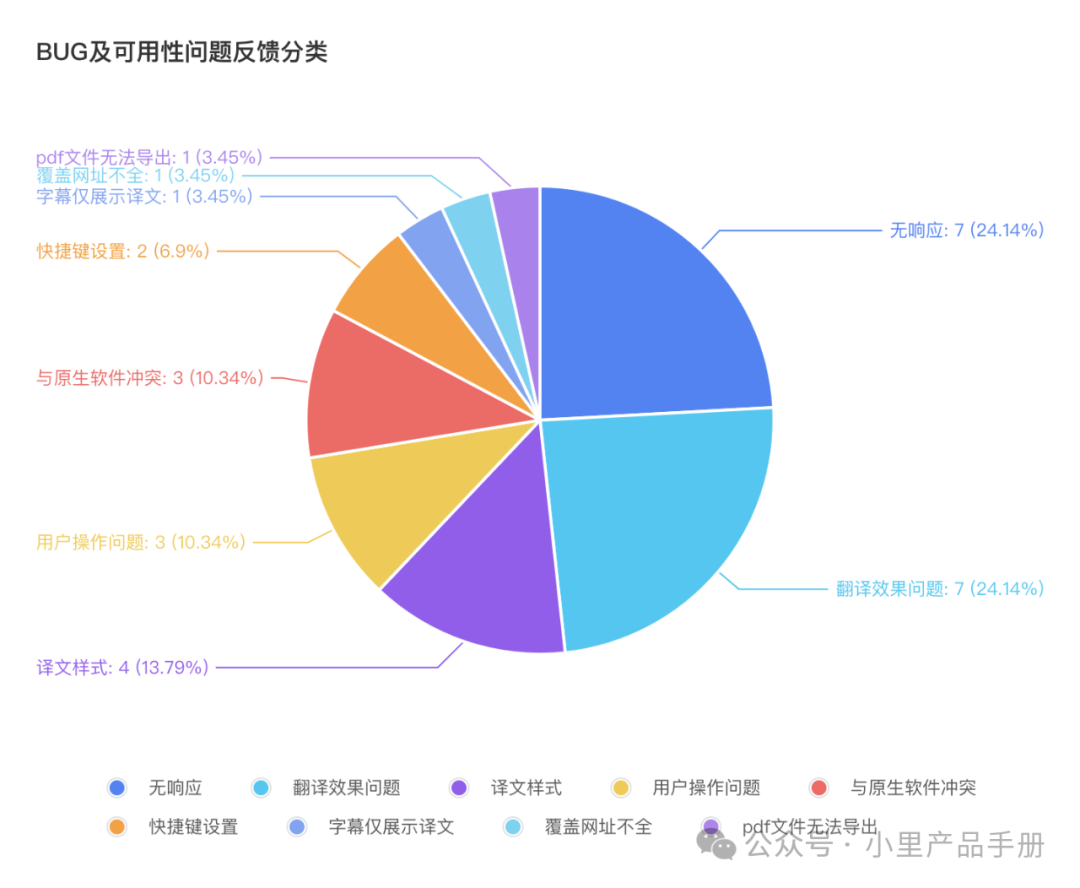 BUG及可用性问题反馈分类
pdf文件无法导出: 1 (3.45%)
覆盖网址不全: 1 (3.45%)
字幕仅展示译文: 1 (3.45%)
无响应: 7 (24.14%)
快捷键设置: 2 (6.9%)
与原生软件冲突: 3 (10.34%)
用户操作问题: 3 (10.34%)
翻译效果问题: 7 (24.14%)
译文样式: 4 (13.79%)
无响应 翻译效果问题 译文样式 用户操作问题 与原生软件冲突
快捷键设置 字幕仅展示译文 覆盖网址不全 pdf文件无法导出
公众号 · 小里产品手册